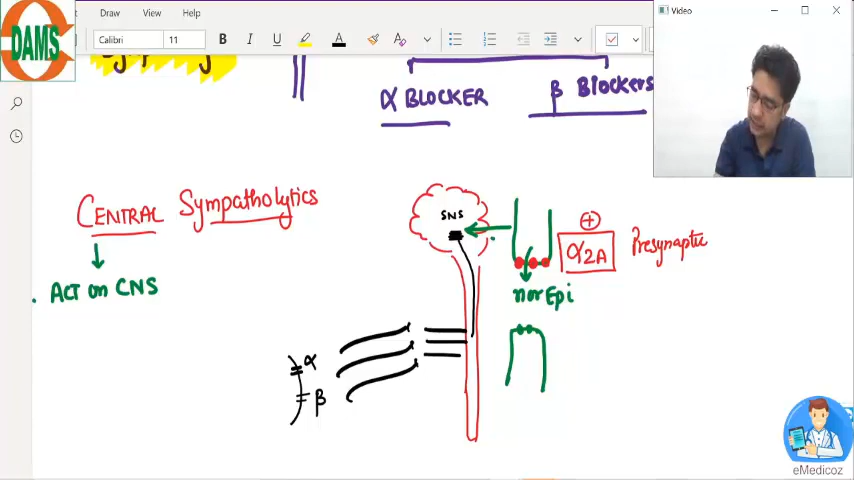 Draw View Window Help
Video
DAMS
Calibri 11 B I U A
α BLOCKER
β Blockers
CENTRAL Sympatholytics
SNS
+
α2A
Presynaptic
ACT on CNS
norEpi
α
β
eMedicoz